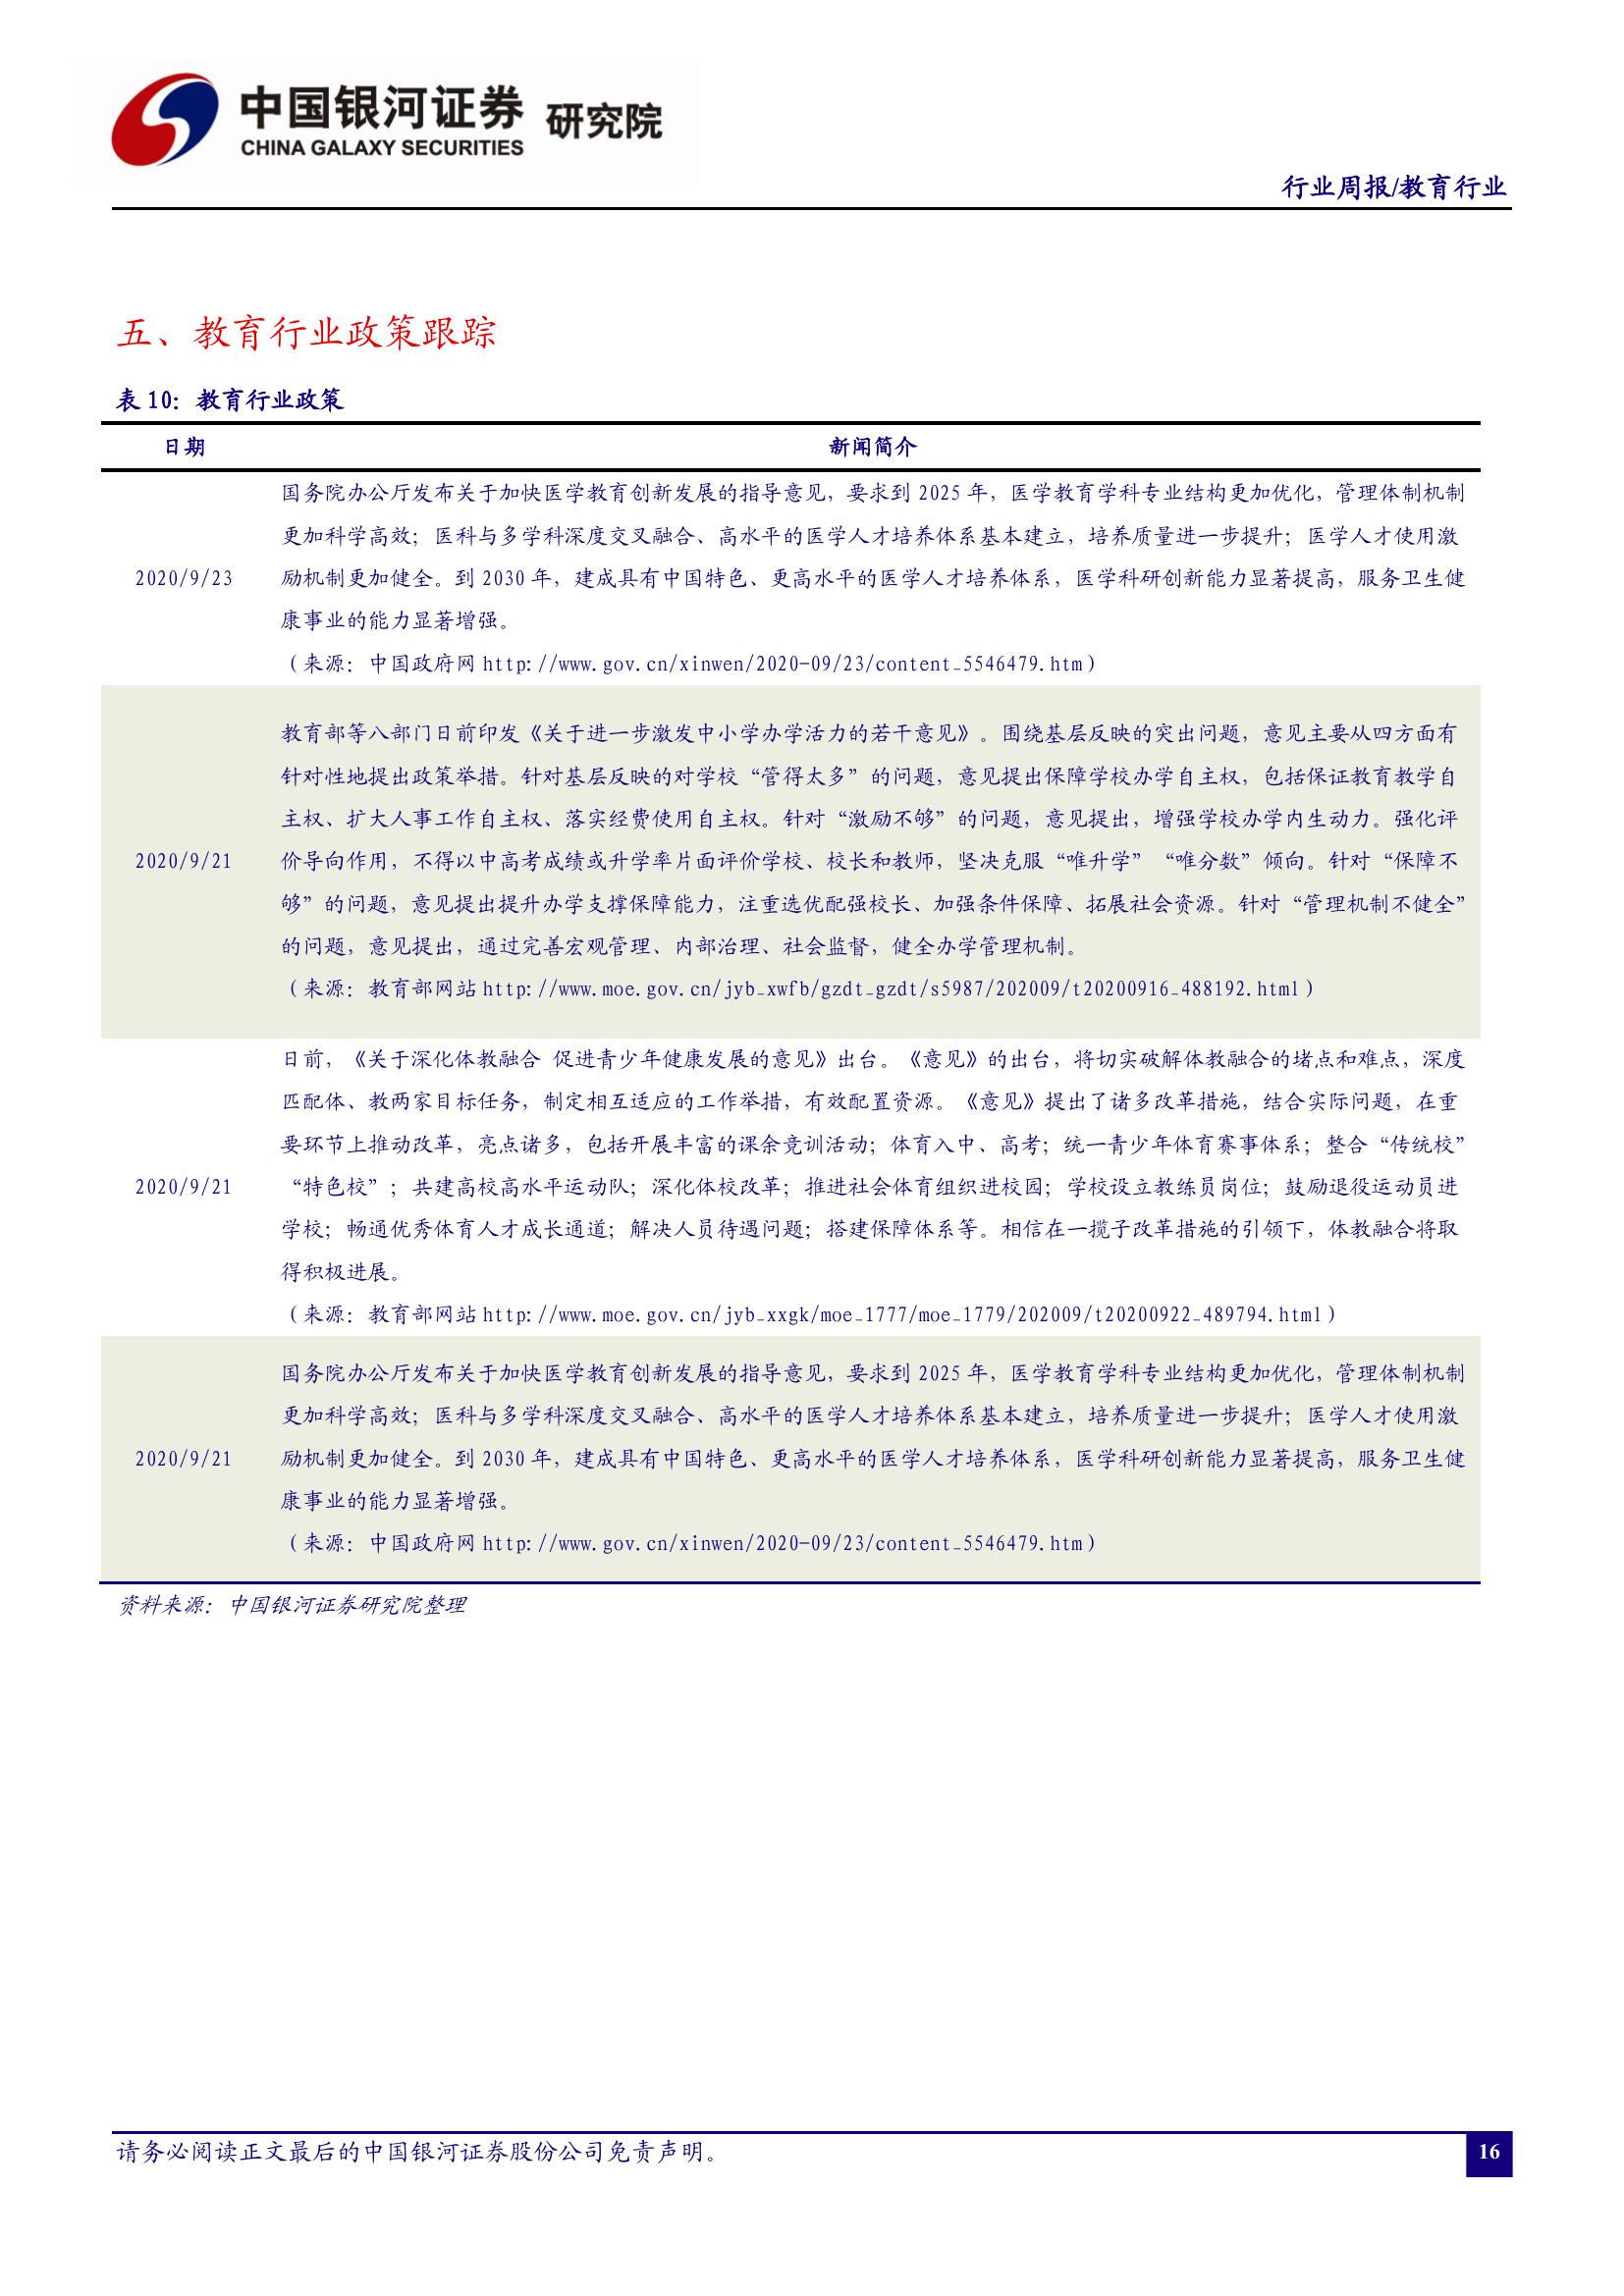 中国银河证券 研究院
CHINA GALAXY SECURITIES
行业周报/教育行业
五、教育行业政策跟踪
表 10：教育行业政策
日期 新闻简介
国务院办公厅发布关于加快医学教育创新发展的指导意见，要求到 2025 年，医学教育学科专业结构更加优化，管理体制机制
更加科学高效；医科与多学科深度交叉融合、高水平的医学人才培养体系基本建立，培养质量进一步提升；医学人才使用激
2020/9/23 励机制更加健全。到 2030 年，建成具有中国特色、更高水平的医学人才培养体系，医学科研创新能力显著提高，服务卫生健
康事业的能力显著增强。
（来源：中国政府网 http://www.gov.cn/xinwen/2020-09/23/content_5546479.htm）
教育部等八部门日前印发《关于进一步激发中小学办学活力的若干意见》。围绕基层反映的突出问题，意见主要从四方面有
针对性地提出政策举措。针对基层反映的对学校“管得太多”的问题，意见提出保障学校办学自主权，包括保证教育教学自
主权、扩大人事工作自主权、落实经费使用自主权。针对“激励不够”的问题，意见提出，增强学校办学内生动力。强化评
2020/9/21 价导向作用，不得以中高考成绩或升学率片面评价学校、校长和教师，坚决克服“唯升学”“唯分数”倾向。针对“保障不
够”的问题，意见提出提升办学支撑保障能力，注重选优配强校长、加强条件保障、拓展社会资源。针对“管理机制不健全”
的问题，意见提出，通过完善宏观管理、内部治理、社会监督，健全办学管理机制。
（来源：教育部网站 http://www.moe.gov.cn/jyb_xwfb/gzdt_gzdt/s5987/202009/t20200916_488192.html）
日前，《关于深化体教融合 促进青少年健康发展的意见》出台。《意见》的出台，将切实破解体教融合的堵点和难点，深度
匹配体、教两家目标任务，制定相互适应的工作举措，有效配置资源。《意见》提出了诸多改革措施，结合实际问题，在重
要环节上推动改革，亮点诸多，包括开展丰富的课余竞训活动；体育入中、高考；统一青少年体育赛事体系；整合“传统校”
2020/9/21 “特色校”；共建高校高水平运动队；深化体校改革；推进社会体育组织进校园；学校设立教练员岗位；鼓励退役运动员进
学校；畅通优秀体育人才成长通道；解决人员待遇问题；搭建保障体系等。相信在一揽子改革措施的引领下，体教融合将取
得积极进展。
（来源：教育部网站 http://www.moe.gov.cn/jyb_xxgk/moe_1777/moe_1779/202009/t20200922_489794.html）
国务院办公厅发布关于加快医学教育创新发展的指导意见，要求到 2025 年，医学教育学科专业结构更加优化，管理体制机制
更加科学高效；医科与多学科深度交叉融合、高水平的医学人才培养体系基本建立，培养质量进一步提升；医学人才使用激
2020/9/21 励机制更加健全。到 2030 年，建成具有中国特色、更高水平的医学人才培养体系，医学科研创新能力显著提高，服务卫生健
康事业的能力显著增强。
（来源：中国政府网 http://www.gov.cn/xinwen/2020-09/23/content_5546479.htm）
资料来源：中国银河证券研究院整理
请务必阅读正文最后的中国银河证券股份公司免责声明。
16